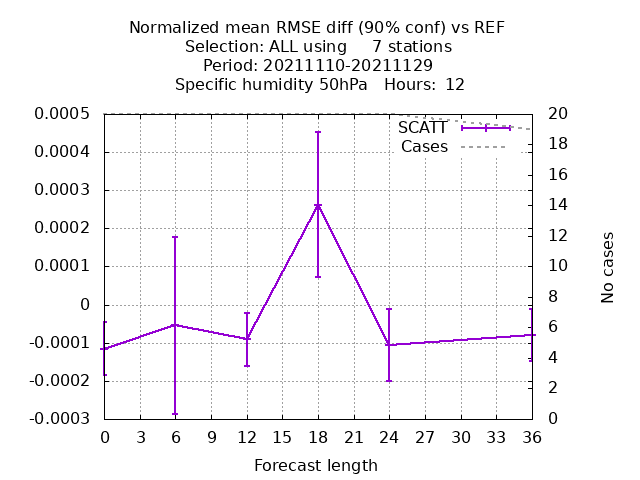 Normalized mean RMSE diff (90% conf) vs REF
Selection: ALL using     7 stations
Period: 20211110-20211129
Specific humidity 50hPa   Hours:  12
0.0005
0.0004
0.0003
0.0002
0.0001
0
-0.0001
-0.0002
-0.0003
SCATT
Cases
20
18
16
14
12
10
8
6
4
2
0
No cases
0 3 6 9 12 15 18 21 24 27 30 33 36
Forecast length